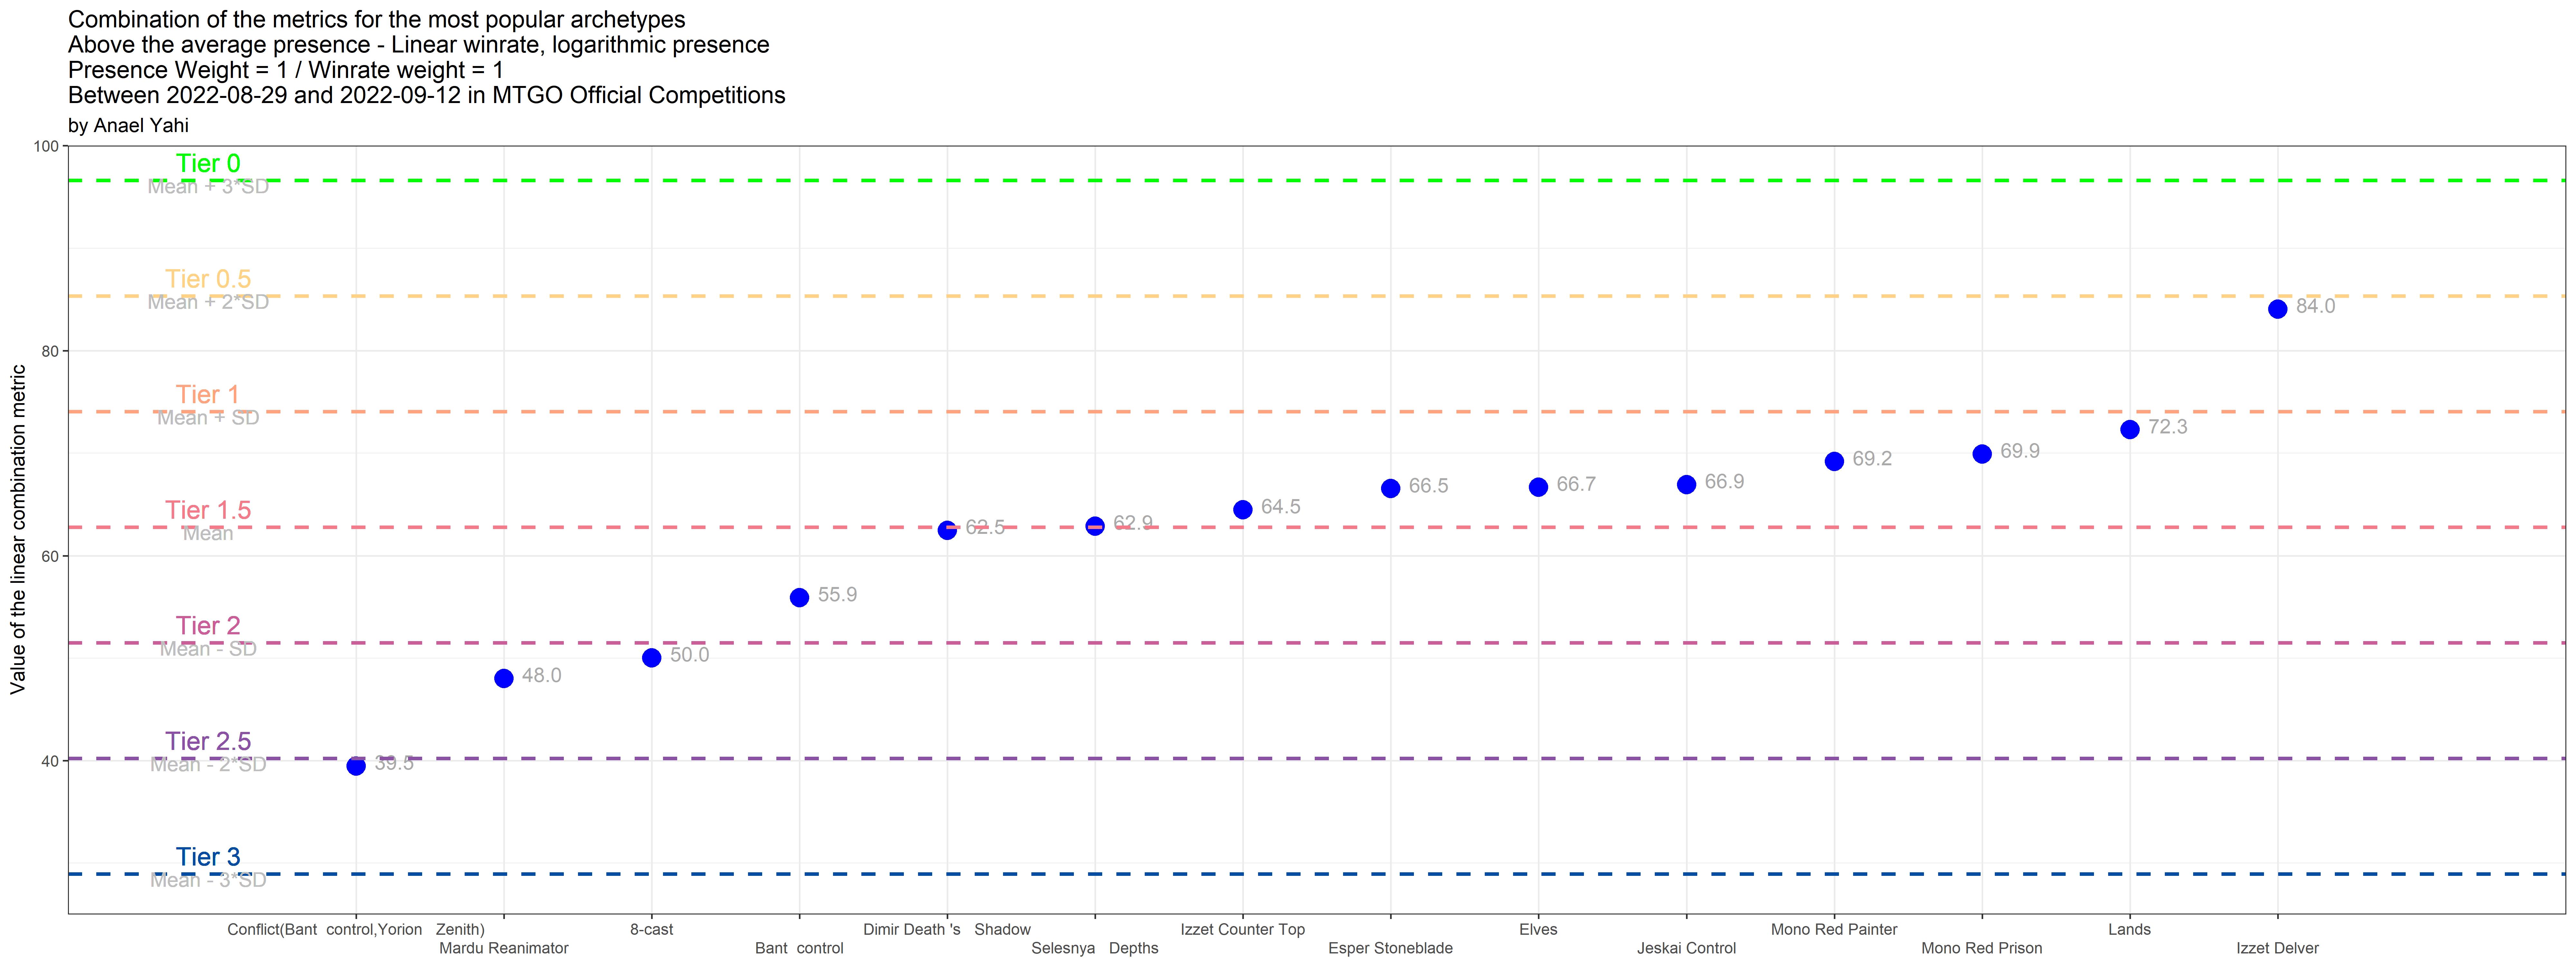 Combination of the metrics for the most popular archetypes
Above the average presence - Linear winrate, logarithmic presence
Presence Weight = 1 / Winrate weight = 1
Between 2022-08-29 and 2022-09-12 in MTGO Official Competitions
by Anael Yahi
Value of the linear combination metric
100
80
60
40
Tier 0
Mean + 3*SD
Tier 0.5
Mean + 2*SD
Tier 1
Mean + SD
Tier 1.5
Mean
Tier 2
Mean - SD
Tier 2.5
Mean - 2*SD
Tier 3
Mean - 3*SD
39.5
48.0
50.0
55.9
62.5
62.9
64.5
66.5
66.7
66.9
69.2
69.9
72.3
84.0
Conflict(Bant control,Yorion Zenith)
Mardu Reanimator
8-cast
Bant control
Dimir Death 's Shadow
Selesnya Depths
Izzet Counter Top
Esper Stoneblade
Elves
Jeskai Control
Mono Red Painter
Mono Red Prison
Lands
Izzet Delver